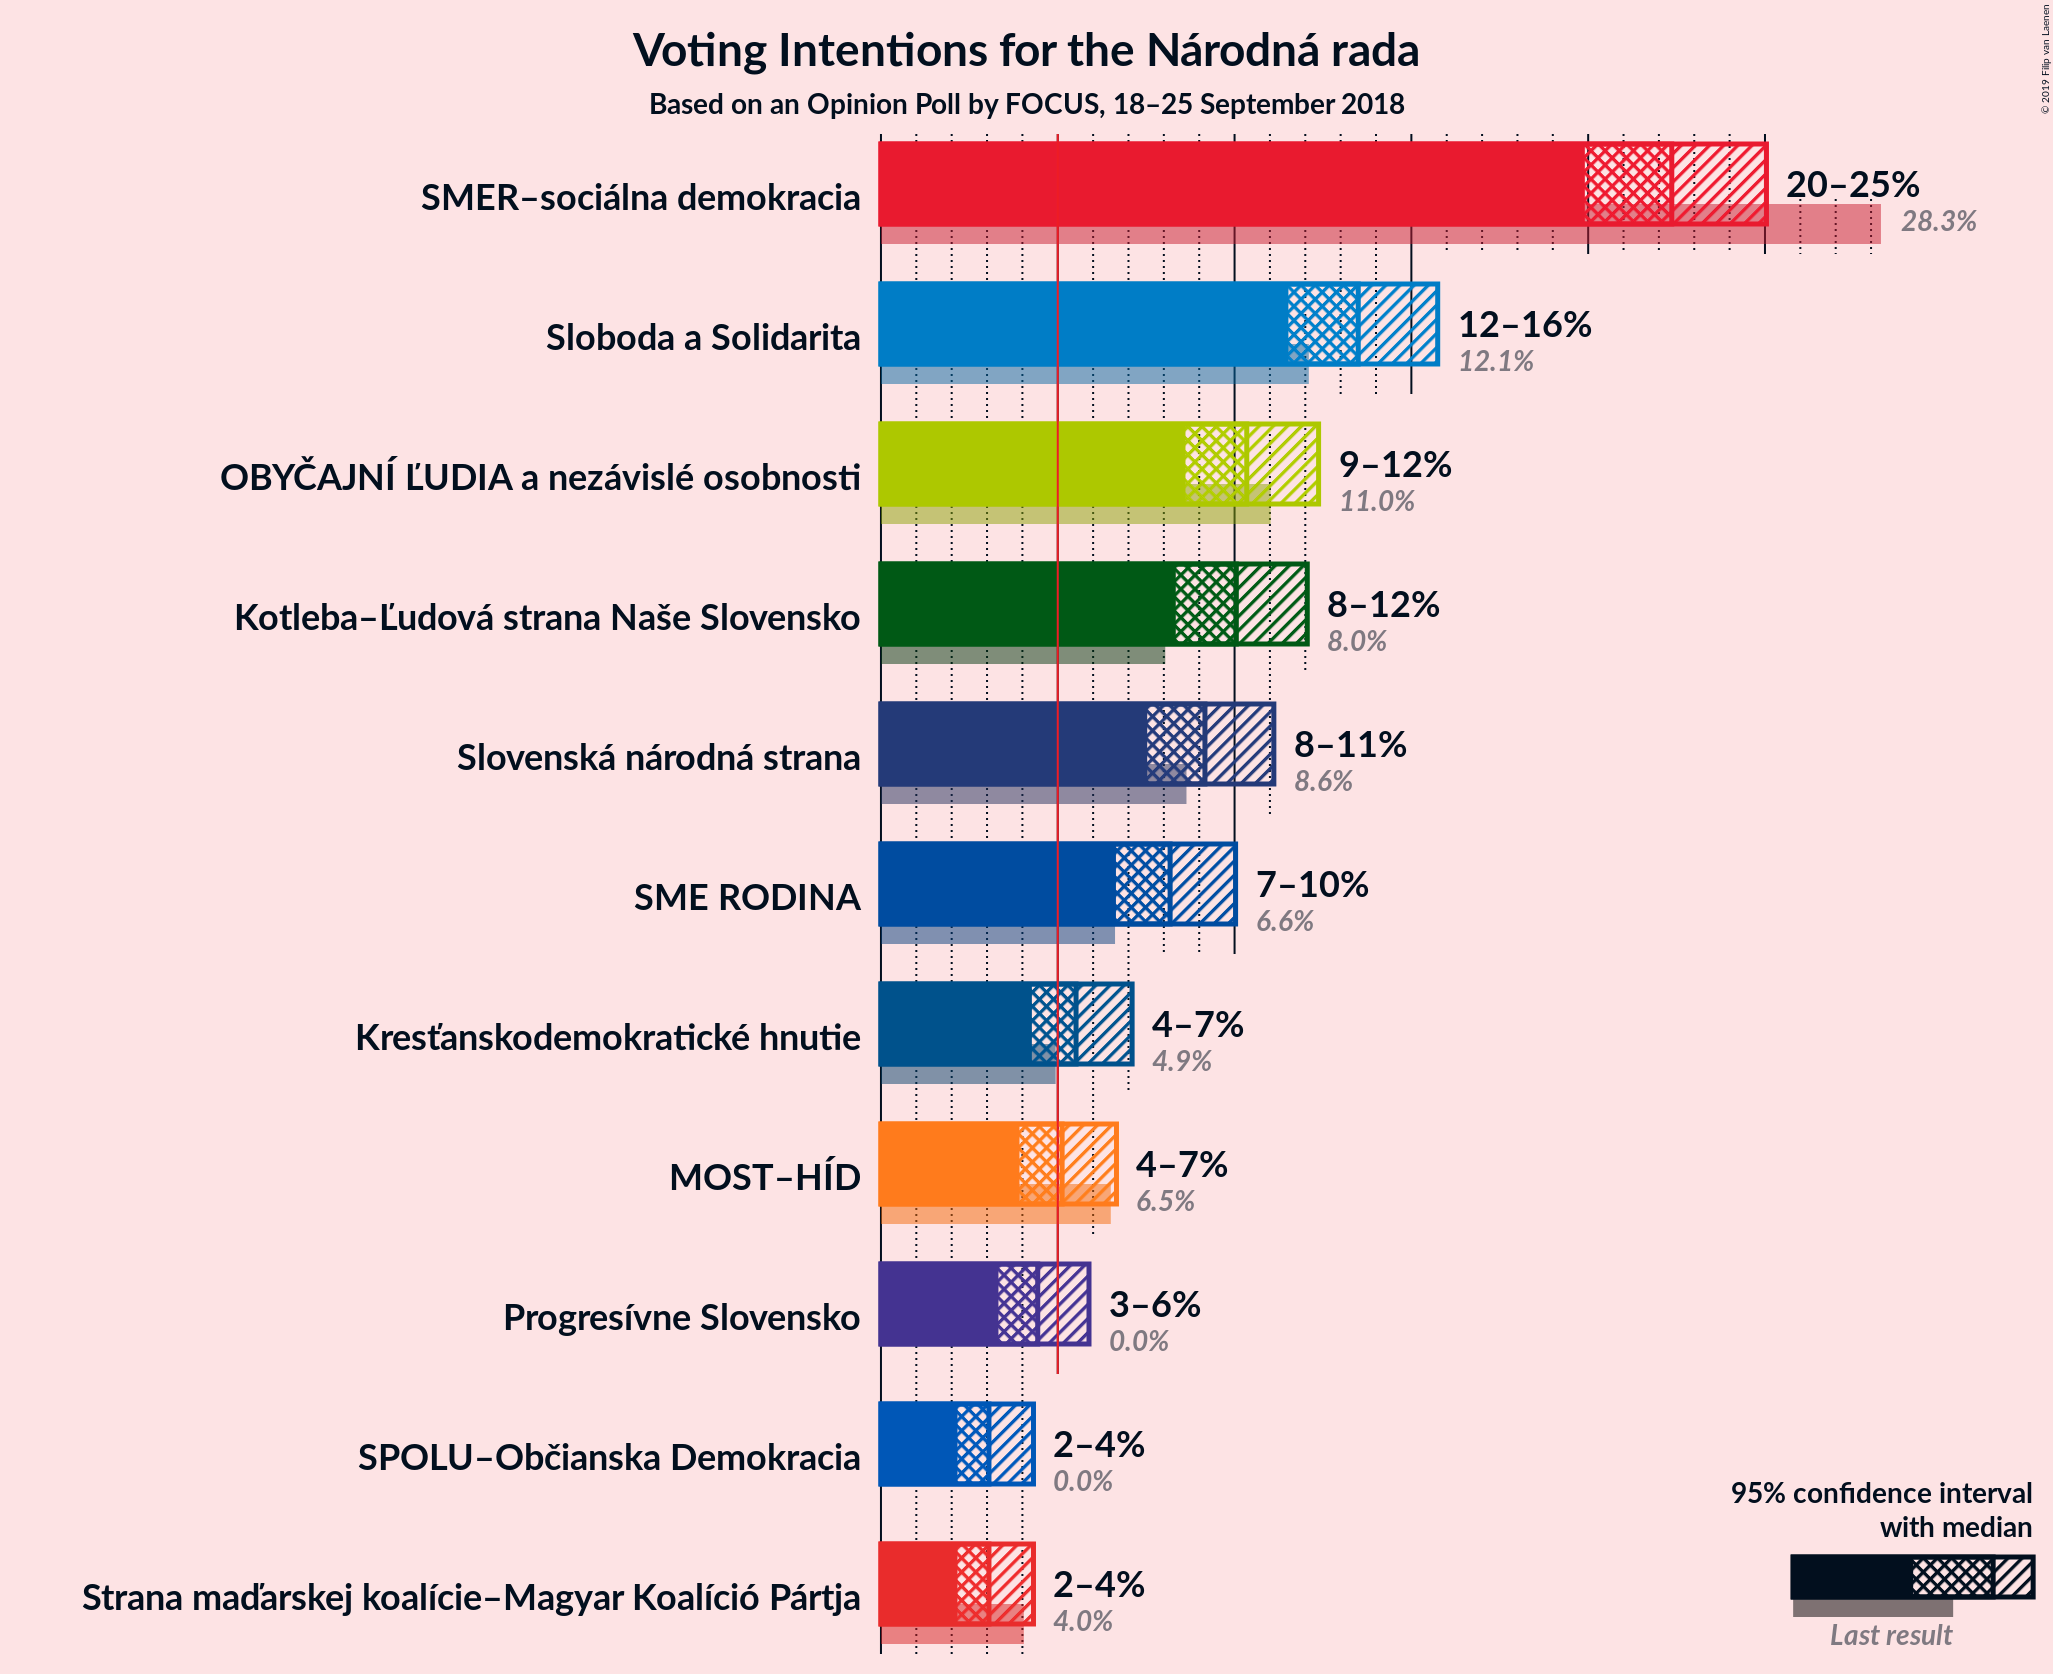 Voting Intentions for the Národná rada
Based on an Opinion Poll by FOCUS, 18–25 September 2018
© 2019 Filip van Laenen
SMER–sociálna demokracia
20–25%
28.3%
Sloboda a Solidarita
12–16%
12.1%
OBYČAJNÍ ĽUDIA a nezávislé osobnosti
9–12%
11.0%
Kotleba–Ľudová strana Naše Slovensko
8–12%
8.0%
Slovenská národná strana
8–11%
8.6%
SME RODINA
7–10%
6.6%
Kresťanskodemokratické hnutie
4–7%
4.9%
MOST–HÍD
4–7%
6.5%
Progresívne Slovensko
3–6%
0.0%
SPOLU–Občianska Demokracia
2–4%
0.0%
Strana maďarskej koalície–Magyar Koalíció Pártja
2–4%
4.0%
95% confidence interval
with median
Last result